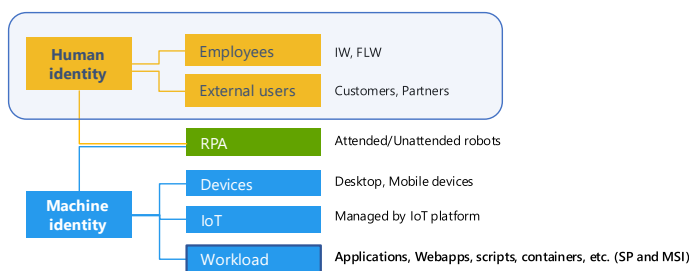 Human
identity
Employees
IW, FLW
External users
Customers, Partners
RPA
Attended/Unattended robots
Machine
identity
Devices
Desktop, Mobile devices
IoT
Managed by IoT platform
Workload
Applications, Webapps, scripts, containers, etc. (SP and MSI)